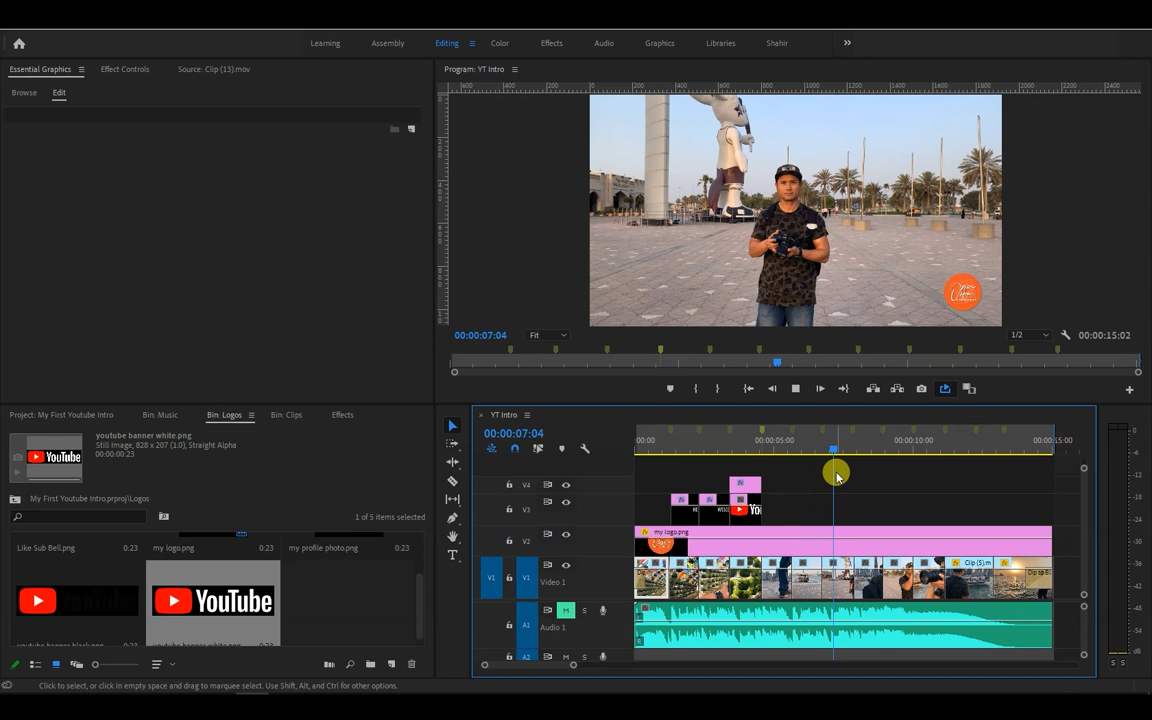 Learning Assembly Editing Color Effects Audio Graphics Libraries Shahir
Essential Graphics Effect Controls Source: Clip (13).mov
Browse Edit
Program: YT Intro
00:00:07:04 Fit 1/2 00:00:15:02
Project: My First Youtube Intro Bin: Music Bin: Logos Bin: Clips Effects
youtube banner white.png
Still Image, 828 x 207 (1.0), Straight Alpha
00:00:00:23
YouTube
My First Youtube Intro.prproj\Logos
1 of 5 items selected
Like Sub Bell.png 0:23 my logo.png 0:23 my profile photo.png 0:23
YouTube
YT Intro
00:00:07:04
:00:00 00:00:05:00 00:00:10:00 00:00:15:00
V4
V3
V2 my logo.png
V1 V1 Video 1 Clip (5).m
A1 Audio 1 M S
A2 M S
S S
Click to select, or click in empty space and drag to marquee select. Use Shift, Alt, and Ctrl for other options.